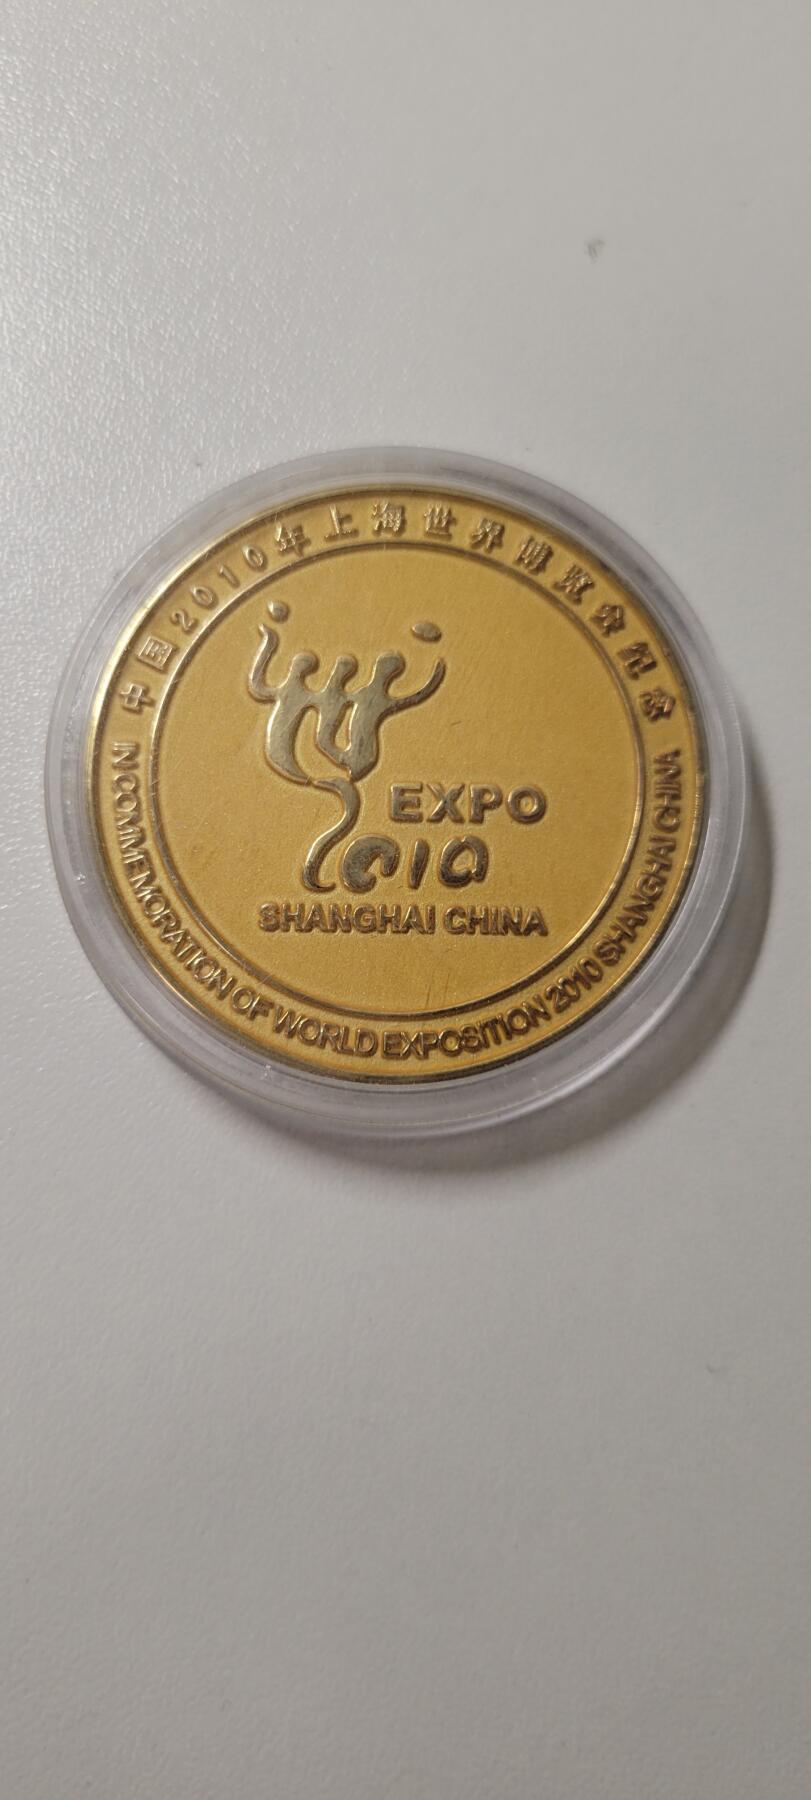 中国2010年上海世界博览会纪念
EXPO
2010
SHANGHAI CHINA
IN COMMEMORATION OF WORLD EXPOSITION 2010 SHANGHAI CHINA